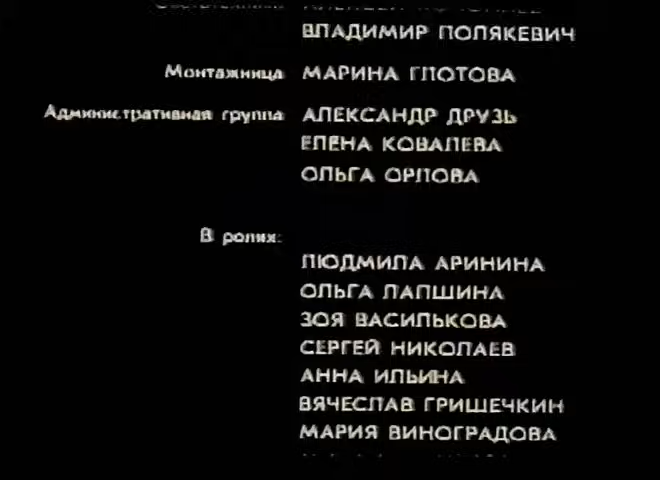 ВЛАДИМИР ПОЛЯКЕВИЧ
Монтажница МАРИНА ГЛОТОВА
Административная группа АЛЕКСАНДР ДРУЗЬ
ЕЛЕНА КОВАЛЕВА
ОЛЬГА ОРЛОВА
В ролях:
ЛЮДМИЛА АРИНИНА
ОЛЬГА ЛАПШИНА
ЗОЯ ВАСИЛЬКОВА
СЕРГЕЙ НИКОЛАЕВ
АННА ИЛЬИНА
ВЯЧЕСЛАВ ГРИШЕЧКИН
МАРИЯ ВИНОГРАДОВА